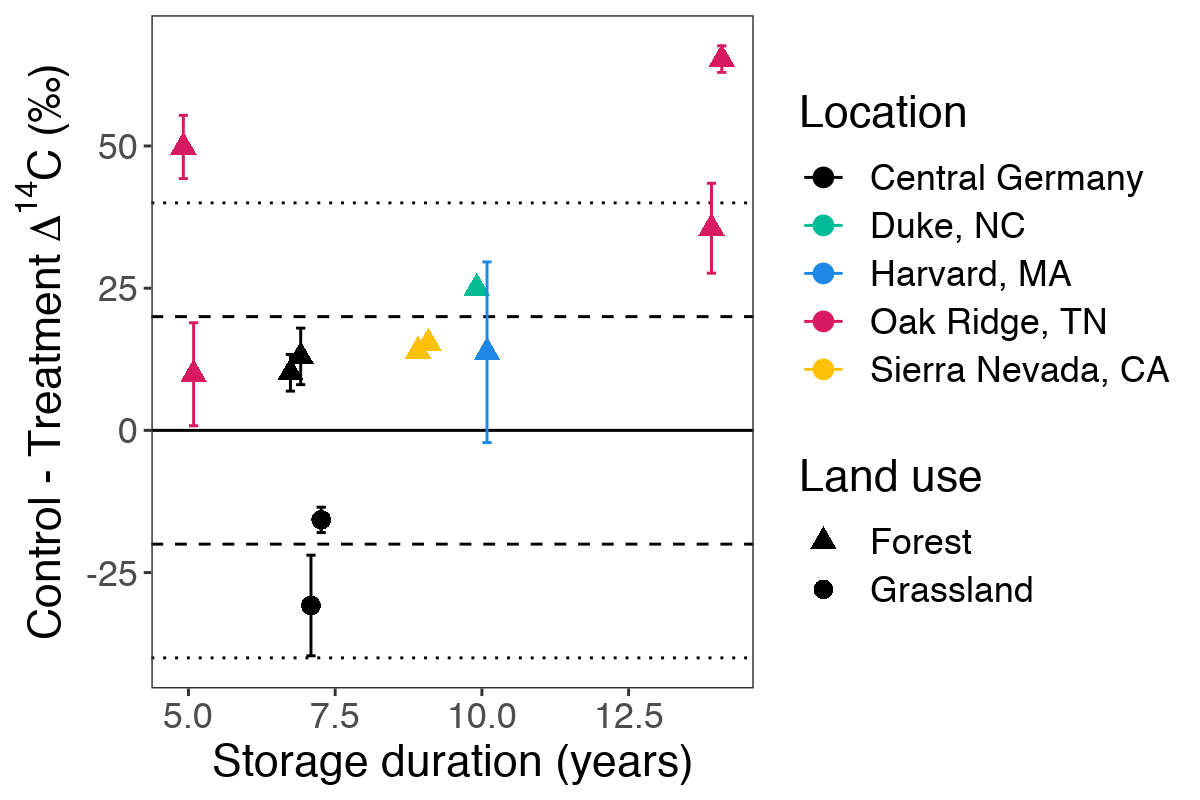 Control - Treatment Δ¹⁴C (‰)
50
25
0
-25
5.0 7.5 10.0 12.5
Storage duration (years)
Location
Central Germany
Duke, NC
Harvard, MA
Oak Ridge, TN
Sierra Nevada, CA
Land use
Forest
Grassland